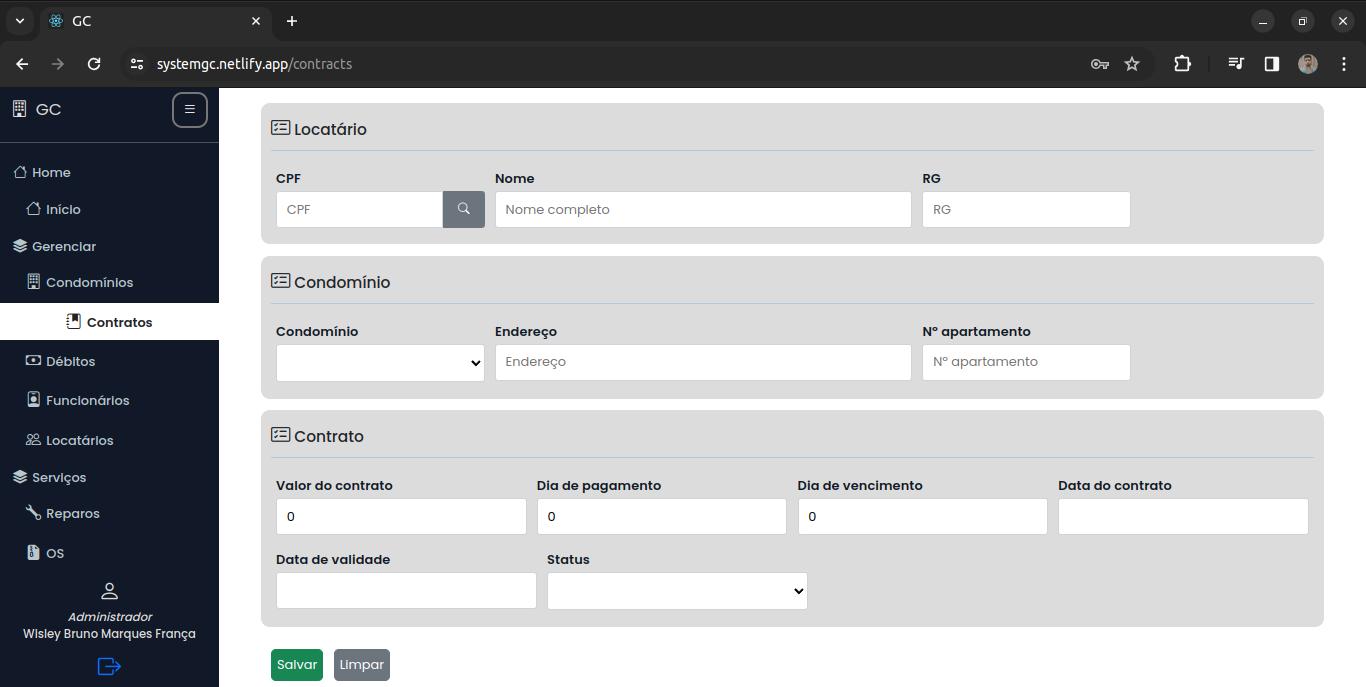 GC
systemgc.netlify.app/contracts
GC
Home
Início
Gerenciar
Condomínios
Contratos
Débitos
Funcionários
Locatários
Serviços
Reparos
OS
Administrador
Wisley Bruno Marques França
Locatário
CPF Nome RG
CPF Nome completo RG
Condomínio
Condomínio Endereço Nº apartamento
Endereço Nº apartamento
Contrato
Valor do contrato Dia de pagamento Dia de vencimento Data do contrato
0 0 0
Data de validade Status
Salvar Limpar